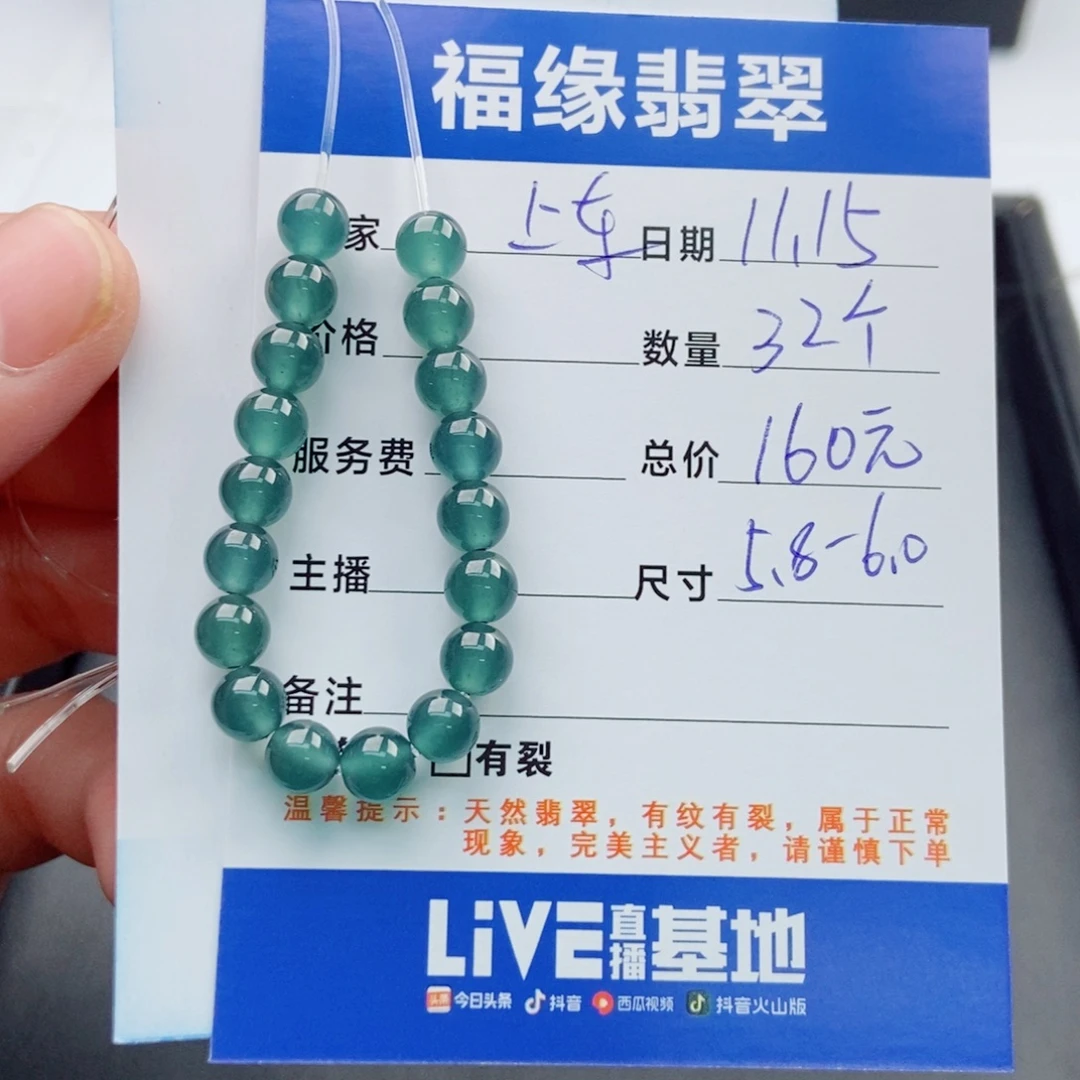 福缘翡翠
家 上车 日期 11.15
价格 数量 32个
服务费 总价 160元
主播 尺寸 5.8-6.0
备注
□有裂
温馨提示：天然翡翠，有纹有裂，属于正常
现象，完美主义者，请谨慎下单
LiVE直播基地
头条 今日头条 抖音 西瓜视频 抖音火山版